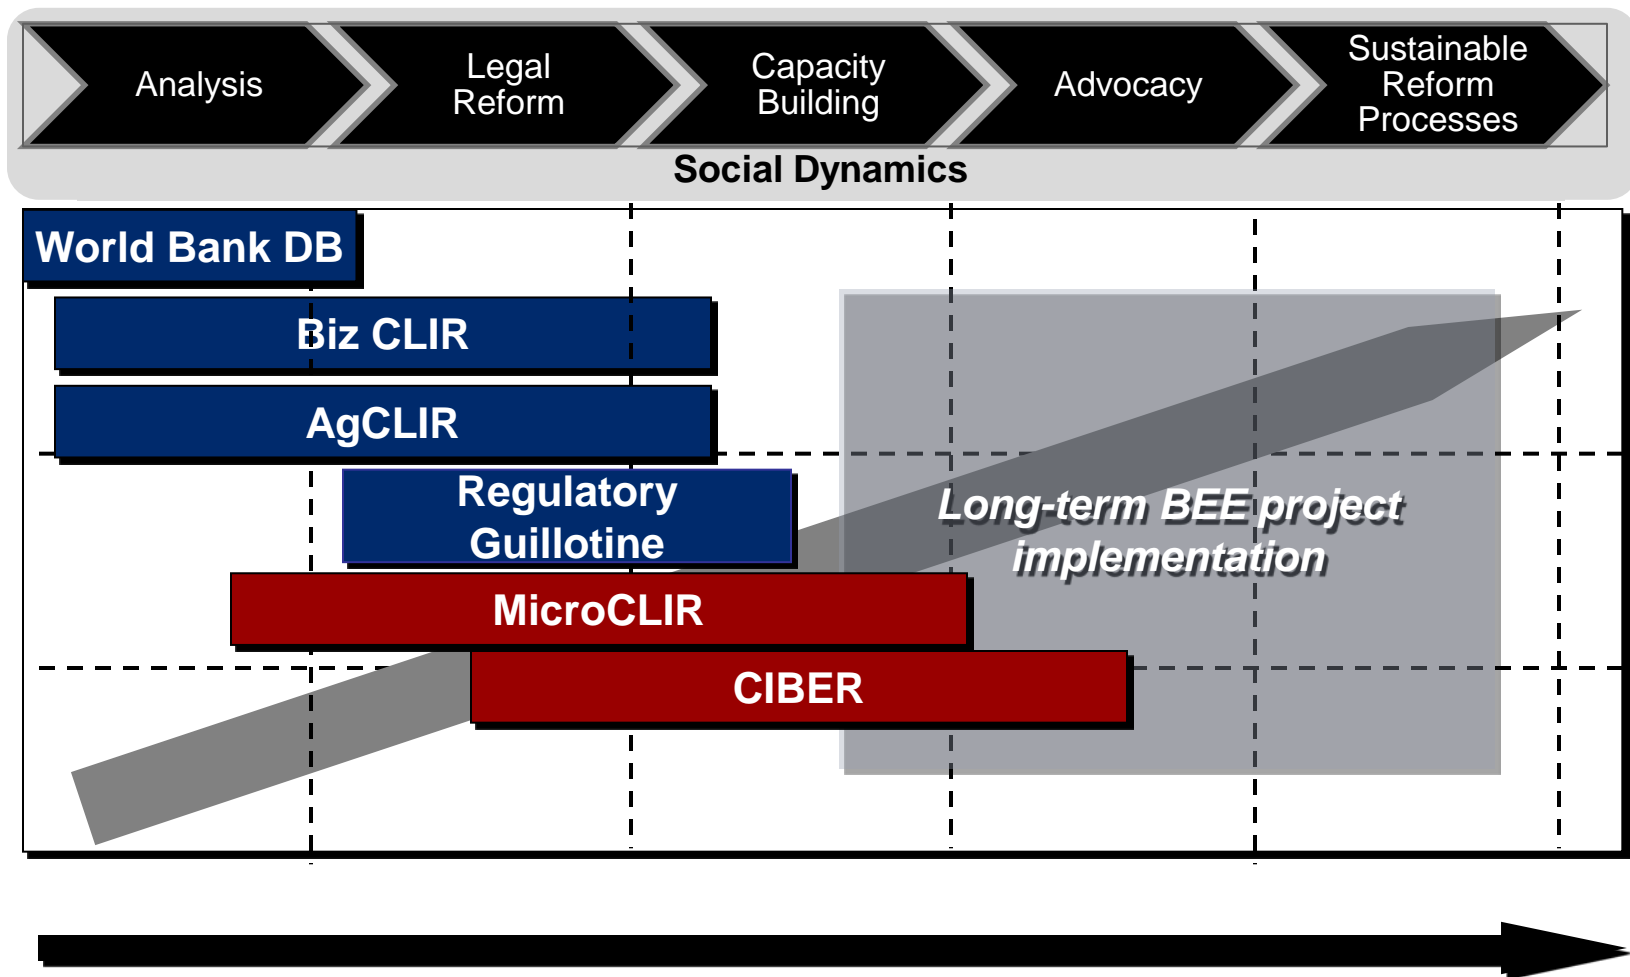 Analysis
Legal
Reform
Capacity
Building
Advocacy
Sustainable
Reform
Processes
Social Dynamics
World Bank DB
Biz CLIR
AgCLIR
Regulatory
Guillotine
Long-term BEE project
implementation
MicroCLIR
CIBER